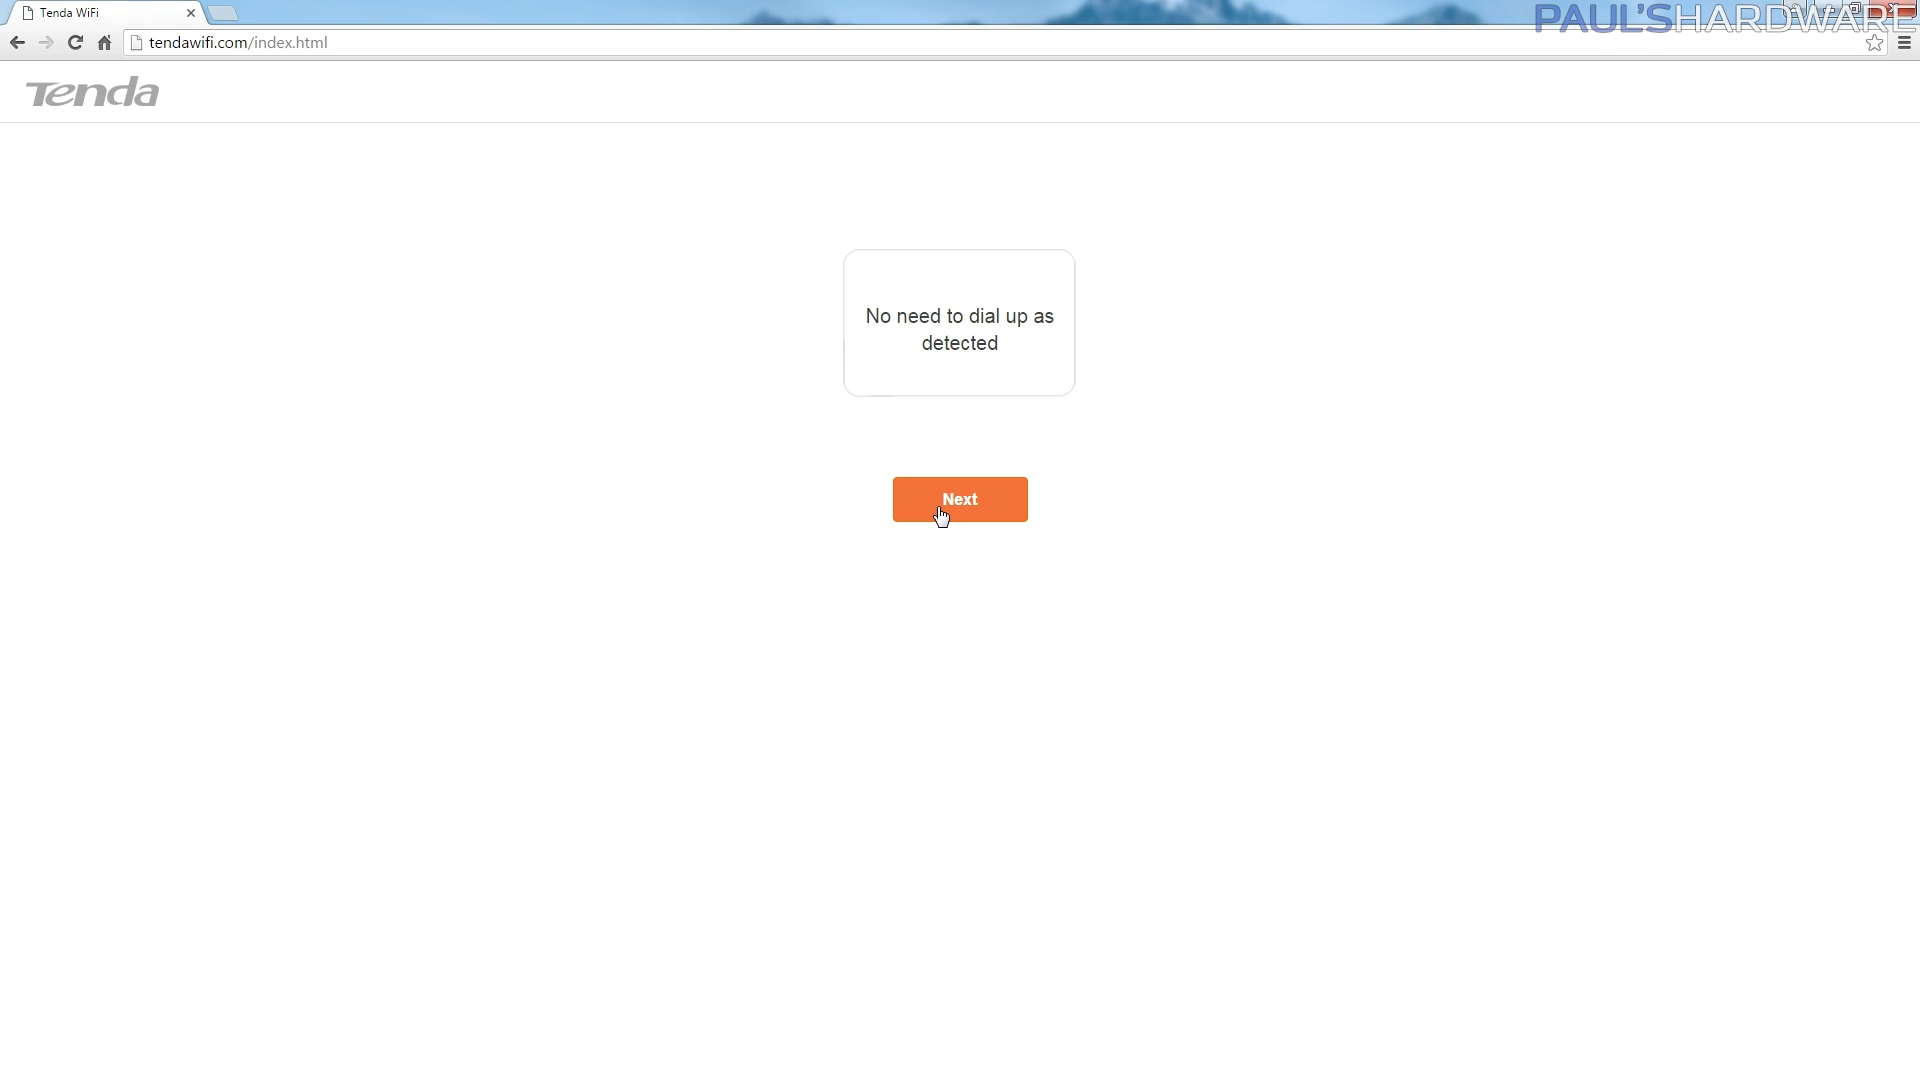 Tenda WiFi
PAUL'SHARDWARE
tendawifi.com/index.html
Tenda
No need to dial up as
detected
Next